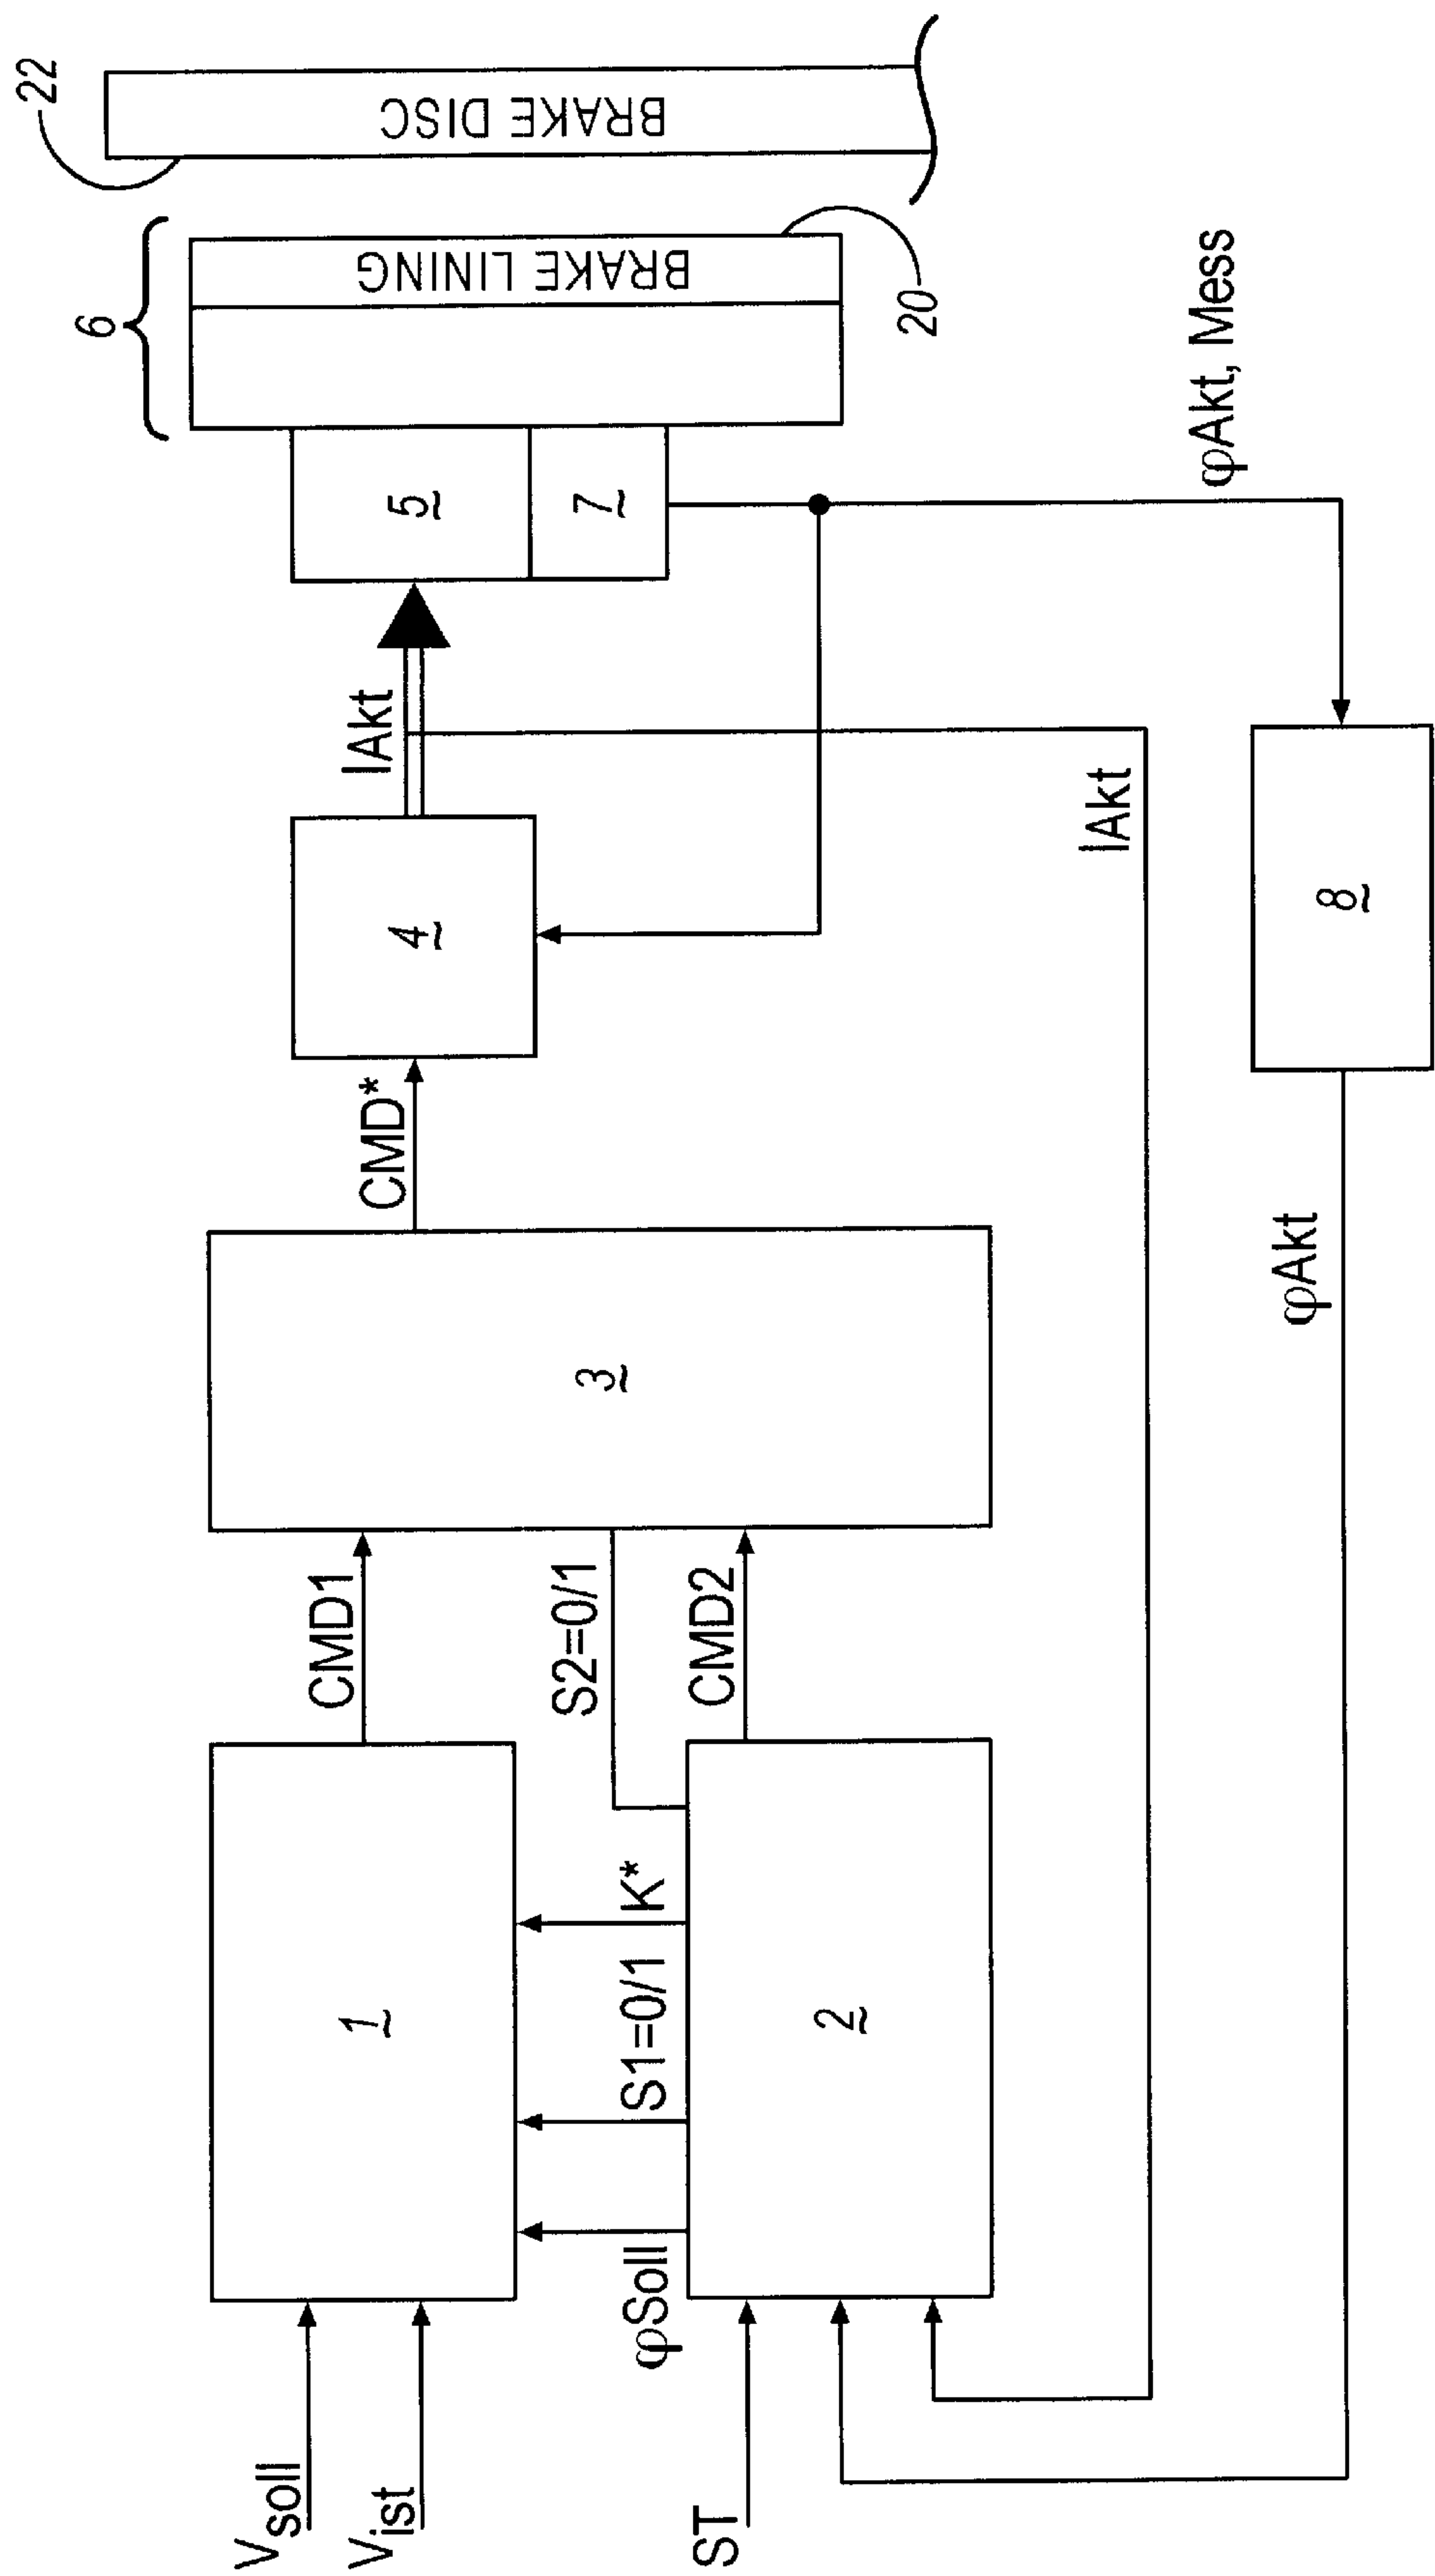 22
BRAKE DISC
6
BRAKE LINING
20
5
7
φAkt, Mess
IAkt
4
IAkt
8
CMD*
φAkt
3
CMD1
S2=0/1
CMD2
1
K*
S1=0/1
φSoll
2
Vsoll
Vist
ST